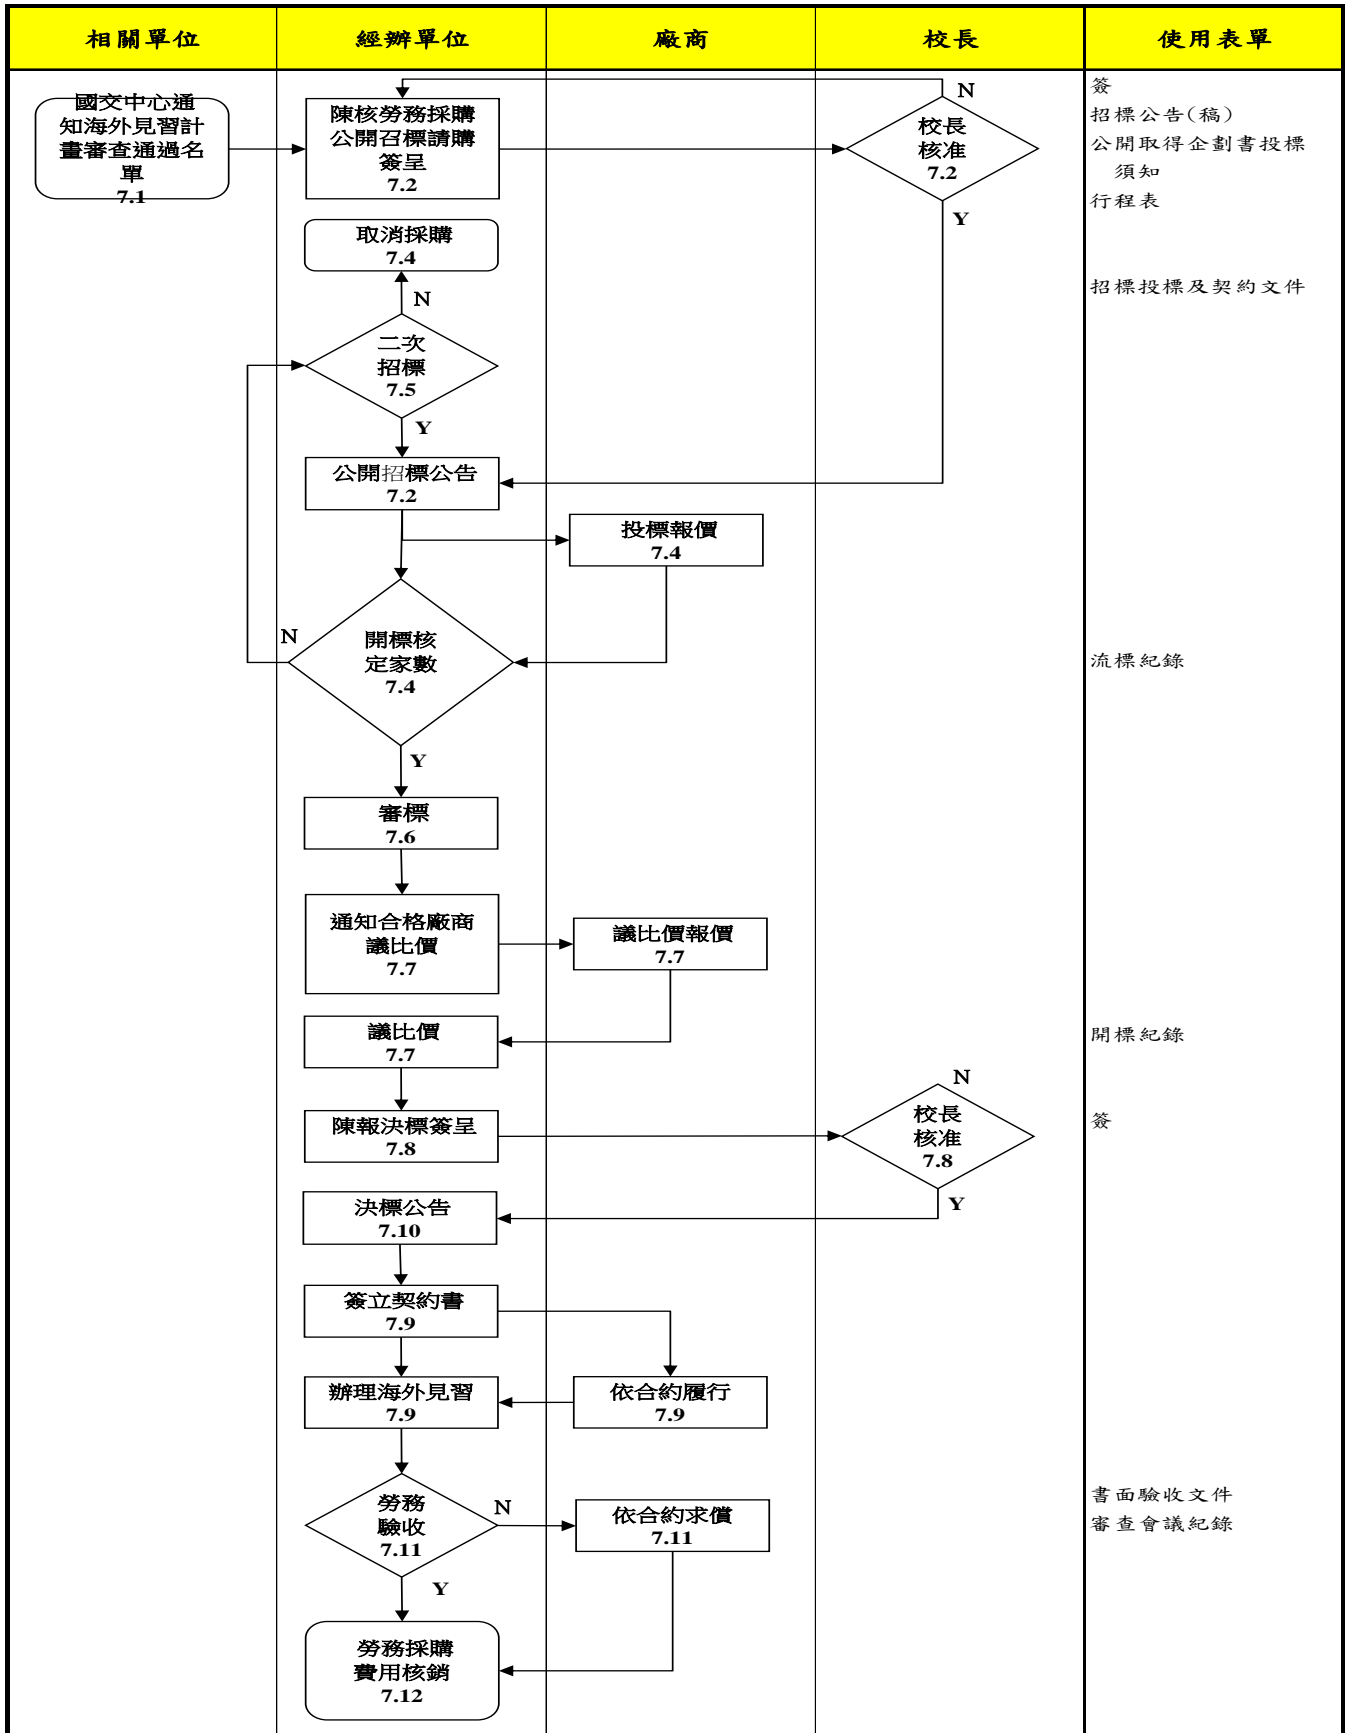 相關單位
經辦單位
廠商
校長
使用表單
國交中心通
知海外見習計
畫審查通過名
單
7.1
陳核勞務採購
公開召標請購
簽呈
7.2
N
校長
核准
7.2
Y
簽
招標公告(稿)
公開取得企劃書投標
須知
行程表
取消採購
7.4
N
招標投標及契約文件
二次
招標
7.5
Y
公開招標公告
7.2
投標報價
7.4
N
開標核
定家數
7.4
流標紀錄
Y
審標
7.6
通知合格廠商
議比價
7.7
議比價報價
7.7
議比價
7.7
開標紀錄
N
陳報決標簽呈
7.8
校長
核准
7.8
簽
Y
決標公告
7.10
簽立契約書
7.9
辦理海外見習
7.9
依合約履行
7.9
勞務
驗收
7.11
N
依合約求償
7.11
書面驗收文件
審查會議紀錄
Y
勞務採購
費用核銷
7.12